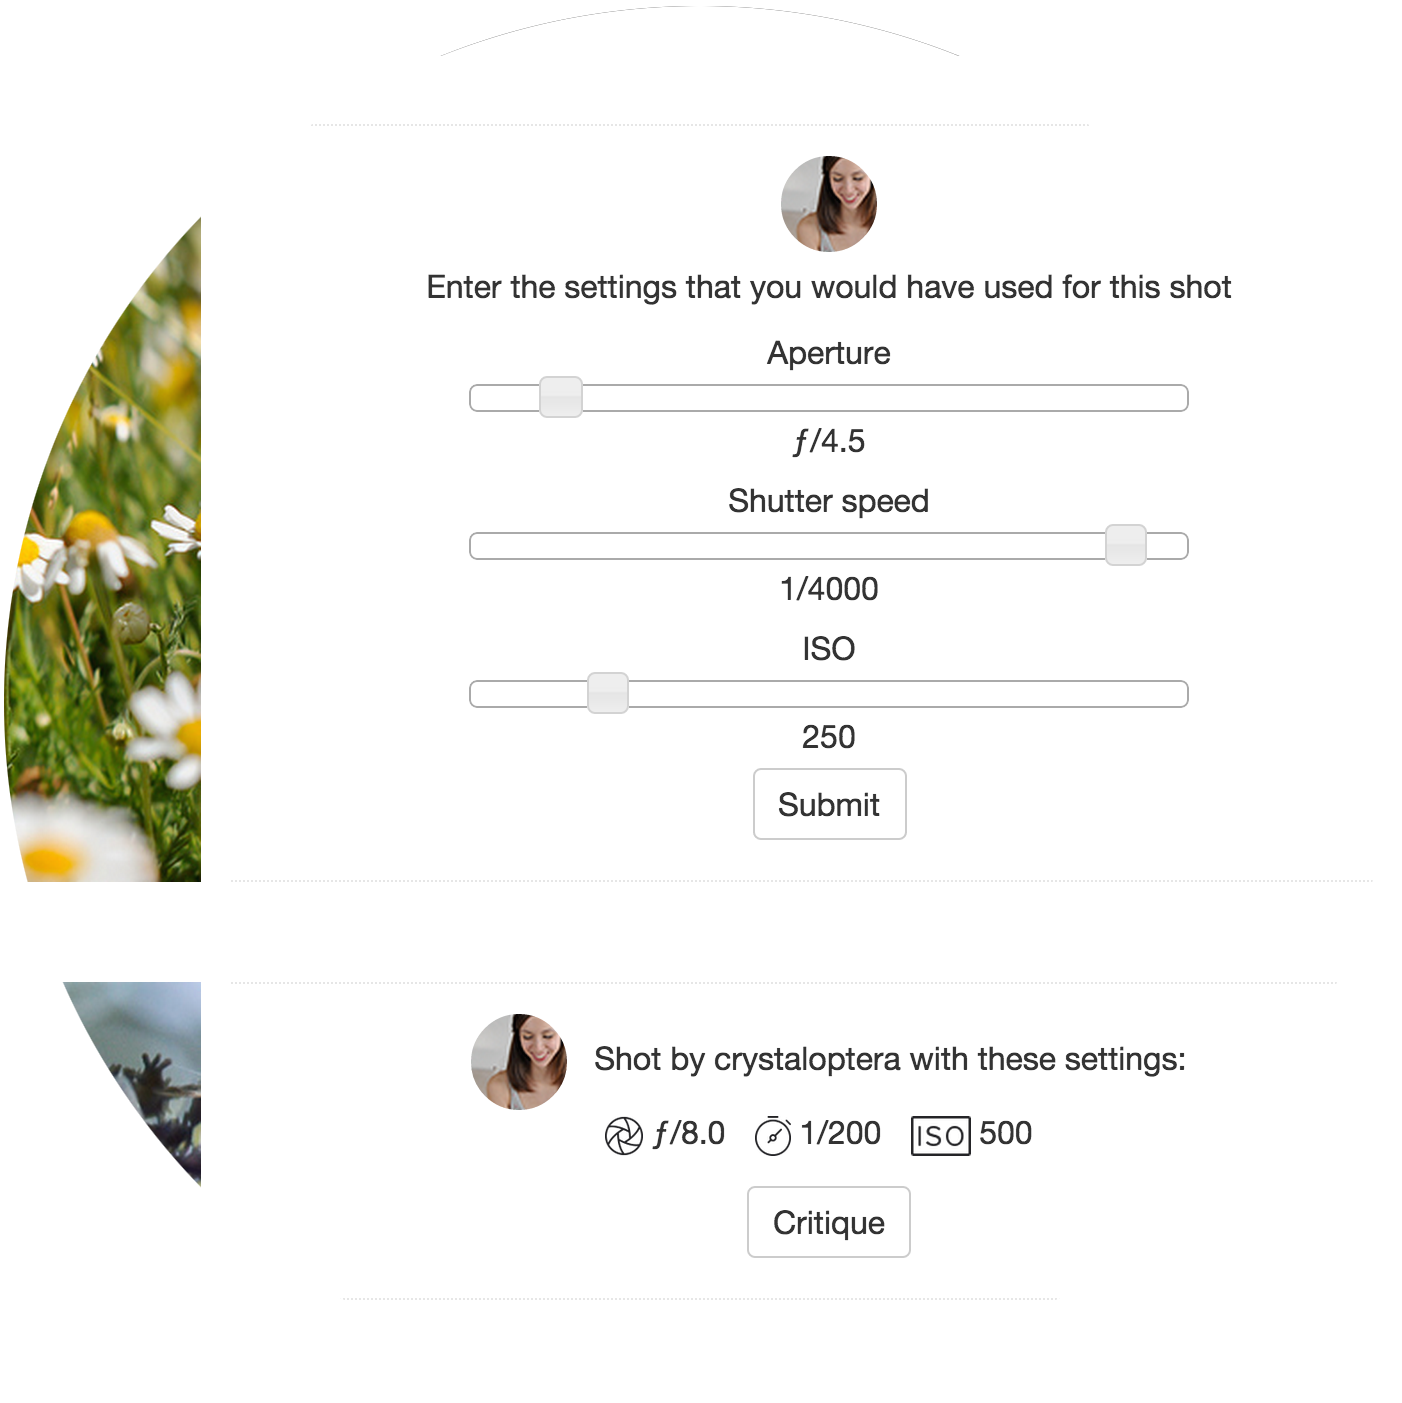 Enter the settings that you would have used for this shot
Aperture
ƒ/4.5
Shutter speed
1/4000
ISO
250
Submit
Shot by crystaloptera with these settings:
ƒ/8.0 1/200 ISO 500
Critique